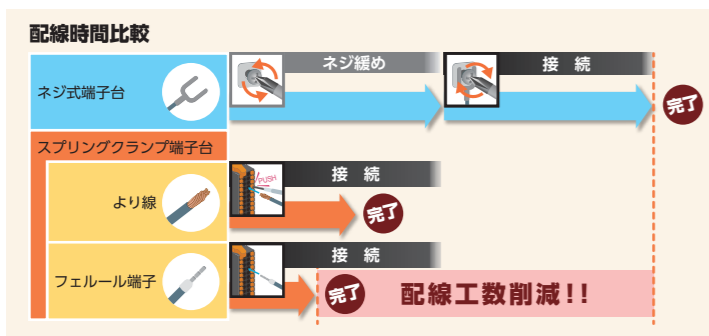 配線時間比較
ネジ式端子台
ネジ緩め
接 続
完了
スプリングクランプ端子台
より線
PUSH
接 続
完了
フェルール端子
接 続
完了
配線工数削減!!